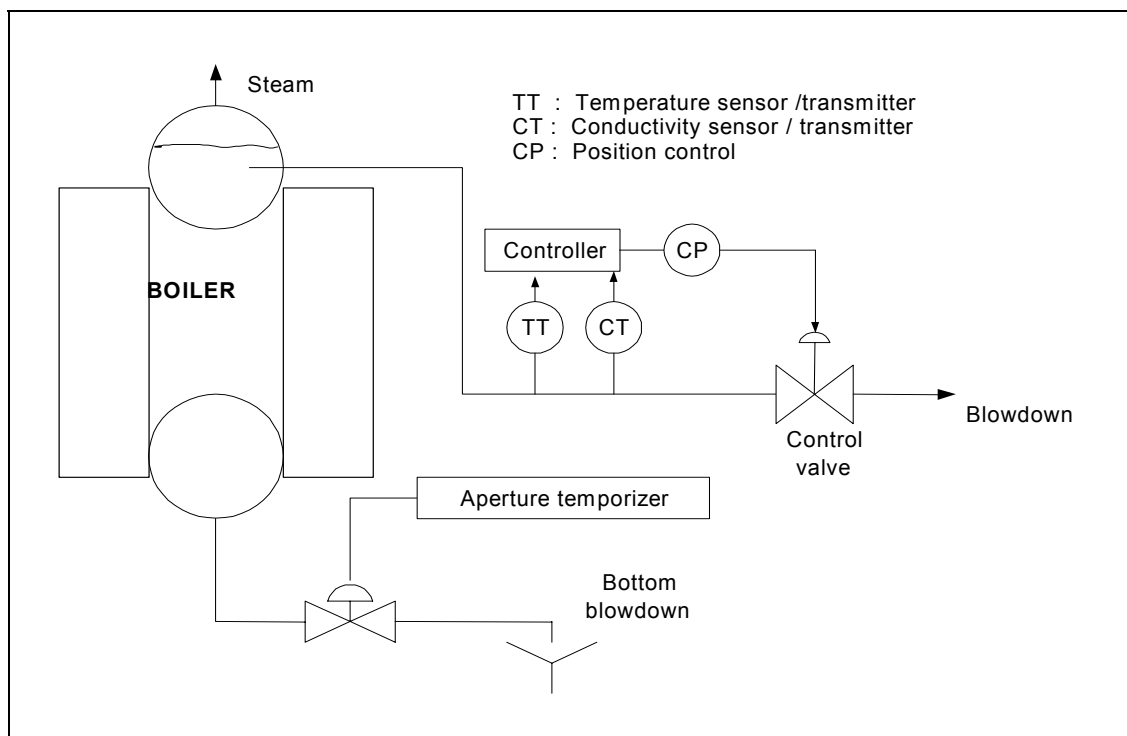 Steam
TT : Temperature sensor /transmitter
CT : Conductivity sensor / transmitter
CP : Position control
Controller
CP
BOILER
TT
CT
Blowdown
Control
valve
Aperture temporizer
Bottom
blowdown